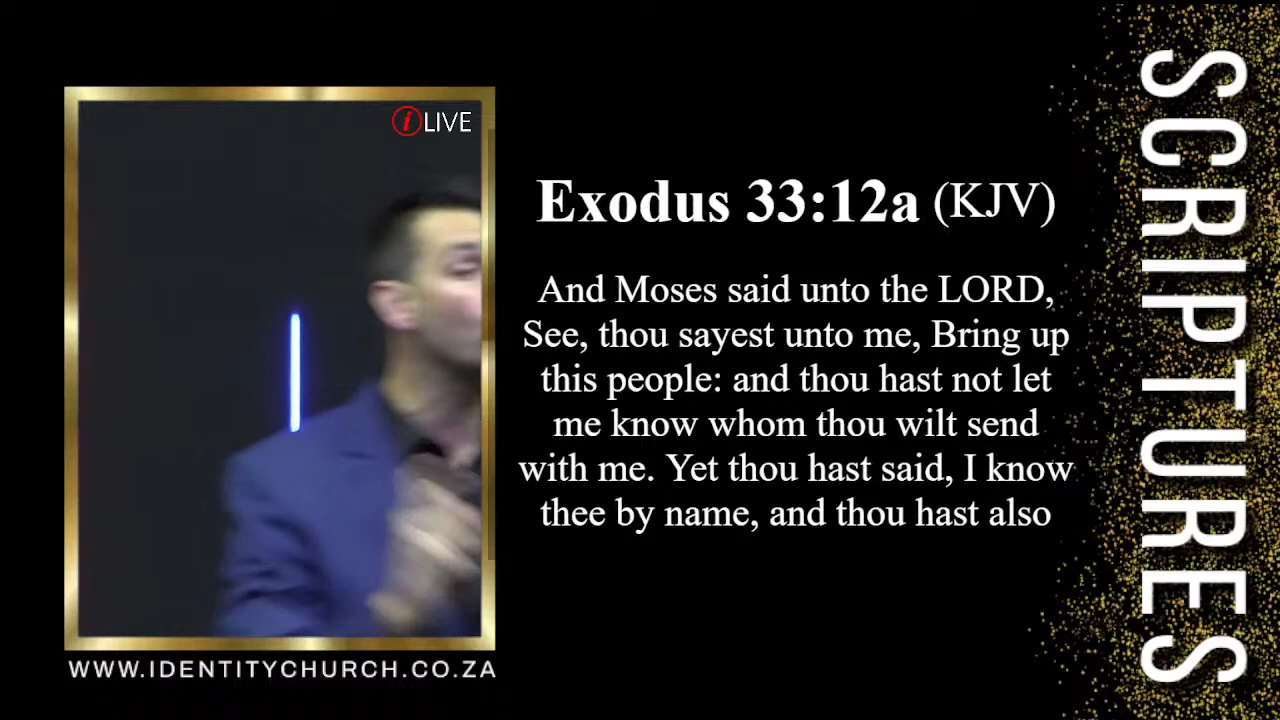 LIVE
Exodus 33:12a (KJV)
And Moses said unto the LORD,
See, thou sayest unto me, Bring up
this people: and thou hast not let
me know whom thou wilt send
with me. Yet thou hast said, I know
thee by name, and thou hast also
WWW.IDENTITYCHURCH.CO.ZA
SCRIPTURES